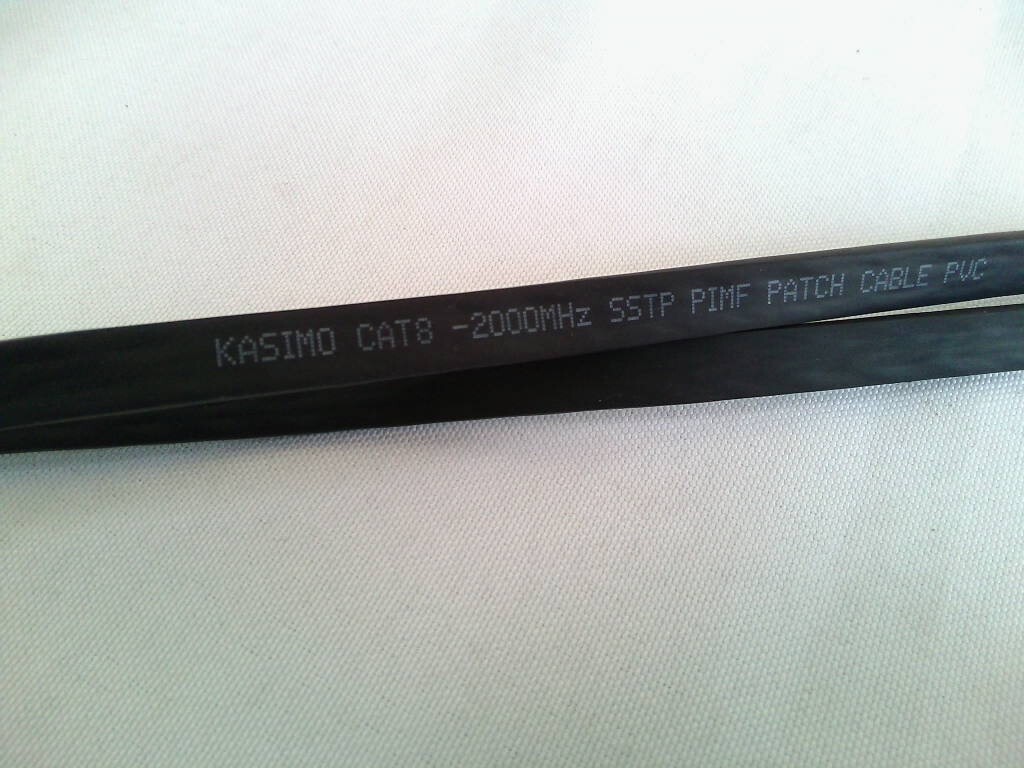 KASIMO CAT8 -2000MHz SSTP PIMF PATCH CABLE PVC